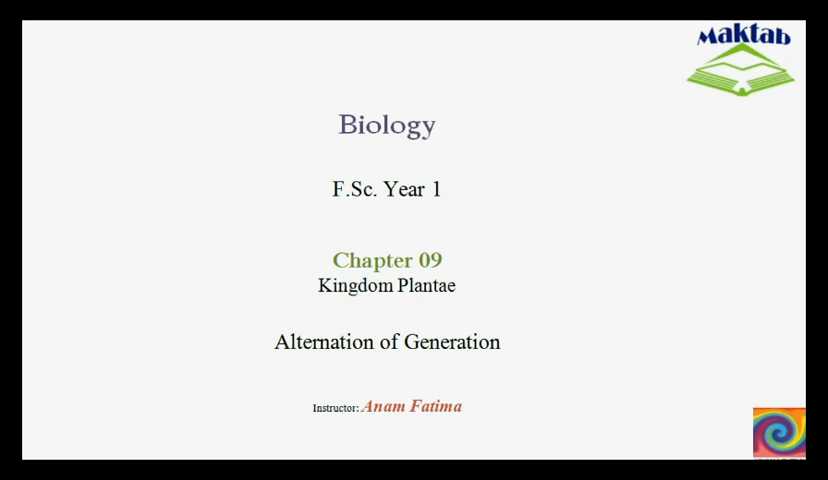 Maktab
Biology
F.Sc. Year 1
Chapter 09
Kingdom Plantae
Alternation of Generation
Instructor: Anam Fatima